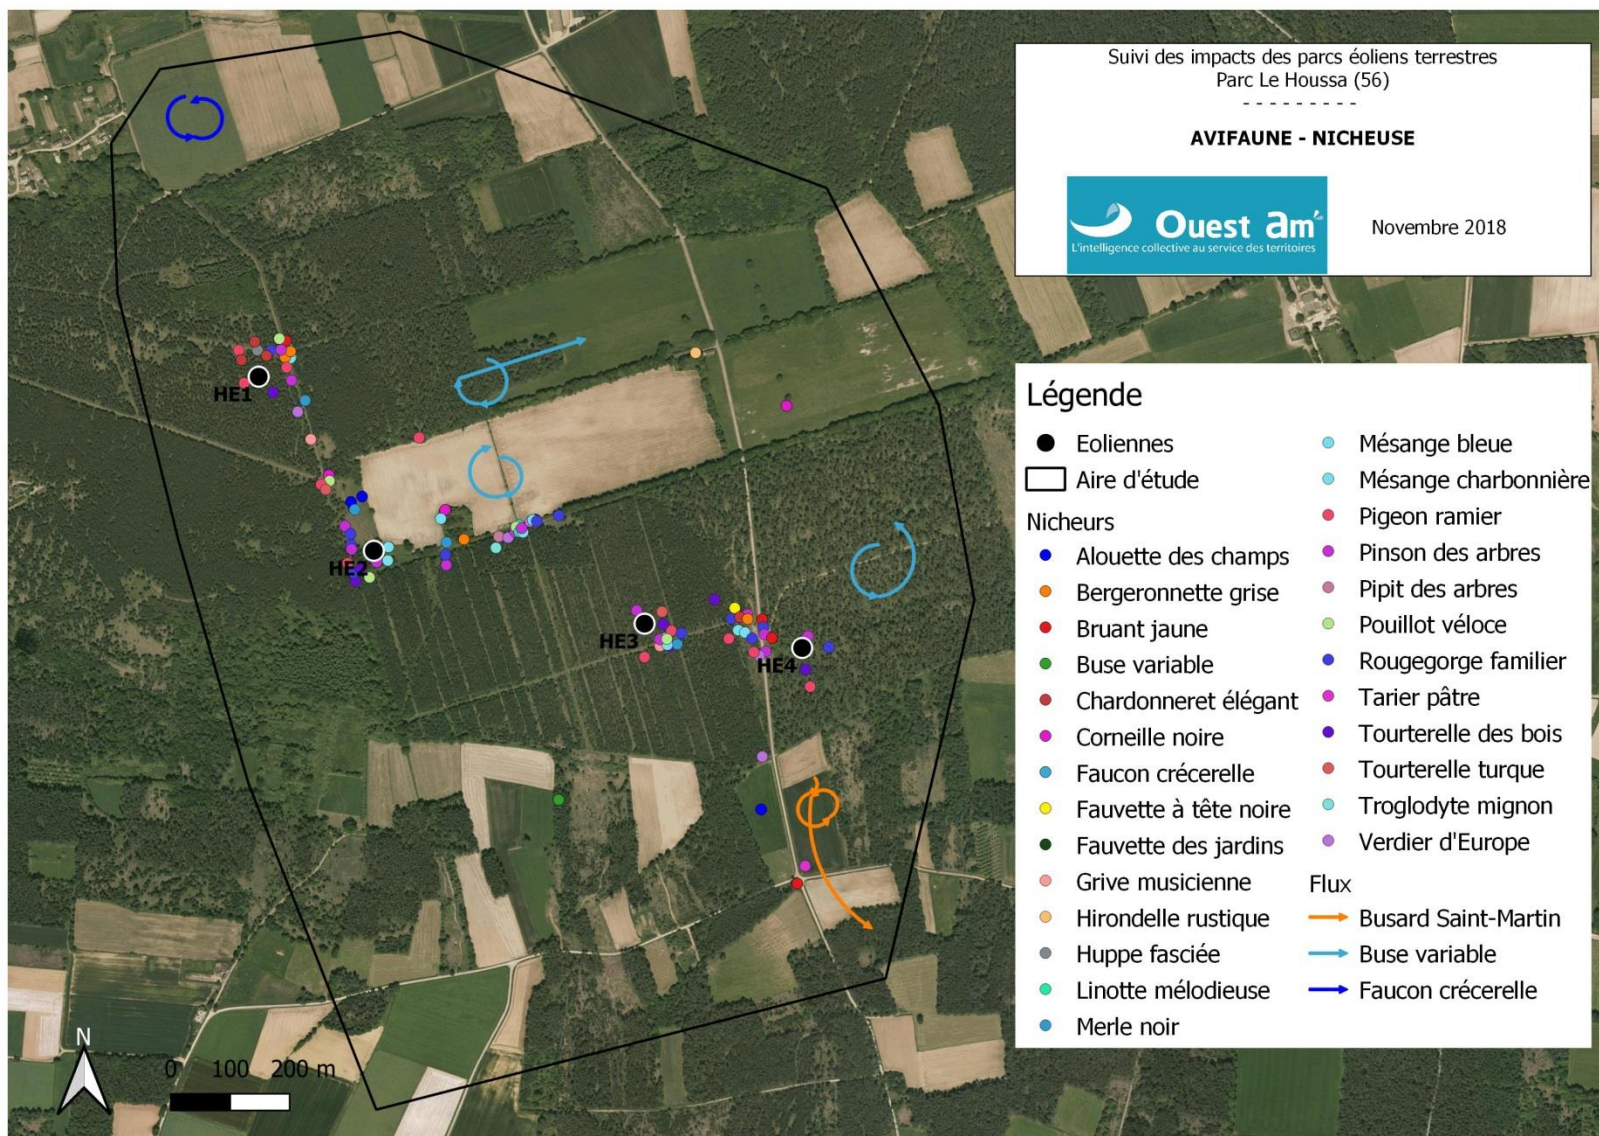 Suivi des impacts des parcs éoliens terrestres
Parc Le Houssa (56)
- - - - - - - - -
AVIFAUNE - NICHEUSE
Ouest am'
L'intelligence collective au service des territoires
Novembre 2018
HE1
HE2
HE3
HE4
Légende
Eoliennes
Aire d'étude
Nicheurs
Alouette des champs
Bergeronnette grise
Bruant jaune
Buse variable
Chardonneret élégant
Corneille noire
Faucon crécerelle
Fauvette à tête noire
Fauvette des jardins
Grive musicienne
Hirondelle rustique
Huppe fasciée
Linotte mélodieuse
Merle noir
Mésange bleue
Mésange charbonnière
Pigeon ramier
Pinson des arbres
Pipit des arbres
Pouillot véloce
Rougegorge familier
Tarier pâtre
Tourterelle des bois
Tourterelle turque
Troglodyte mignon
Verdier d'Europe
Flux
Busard Saint-Martin
Buse variable
Faucon crécerelle
N
0 100 200 m